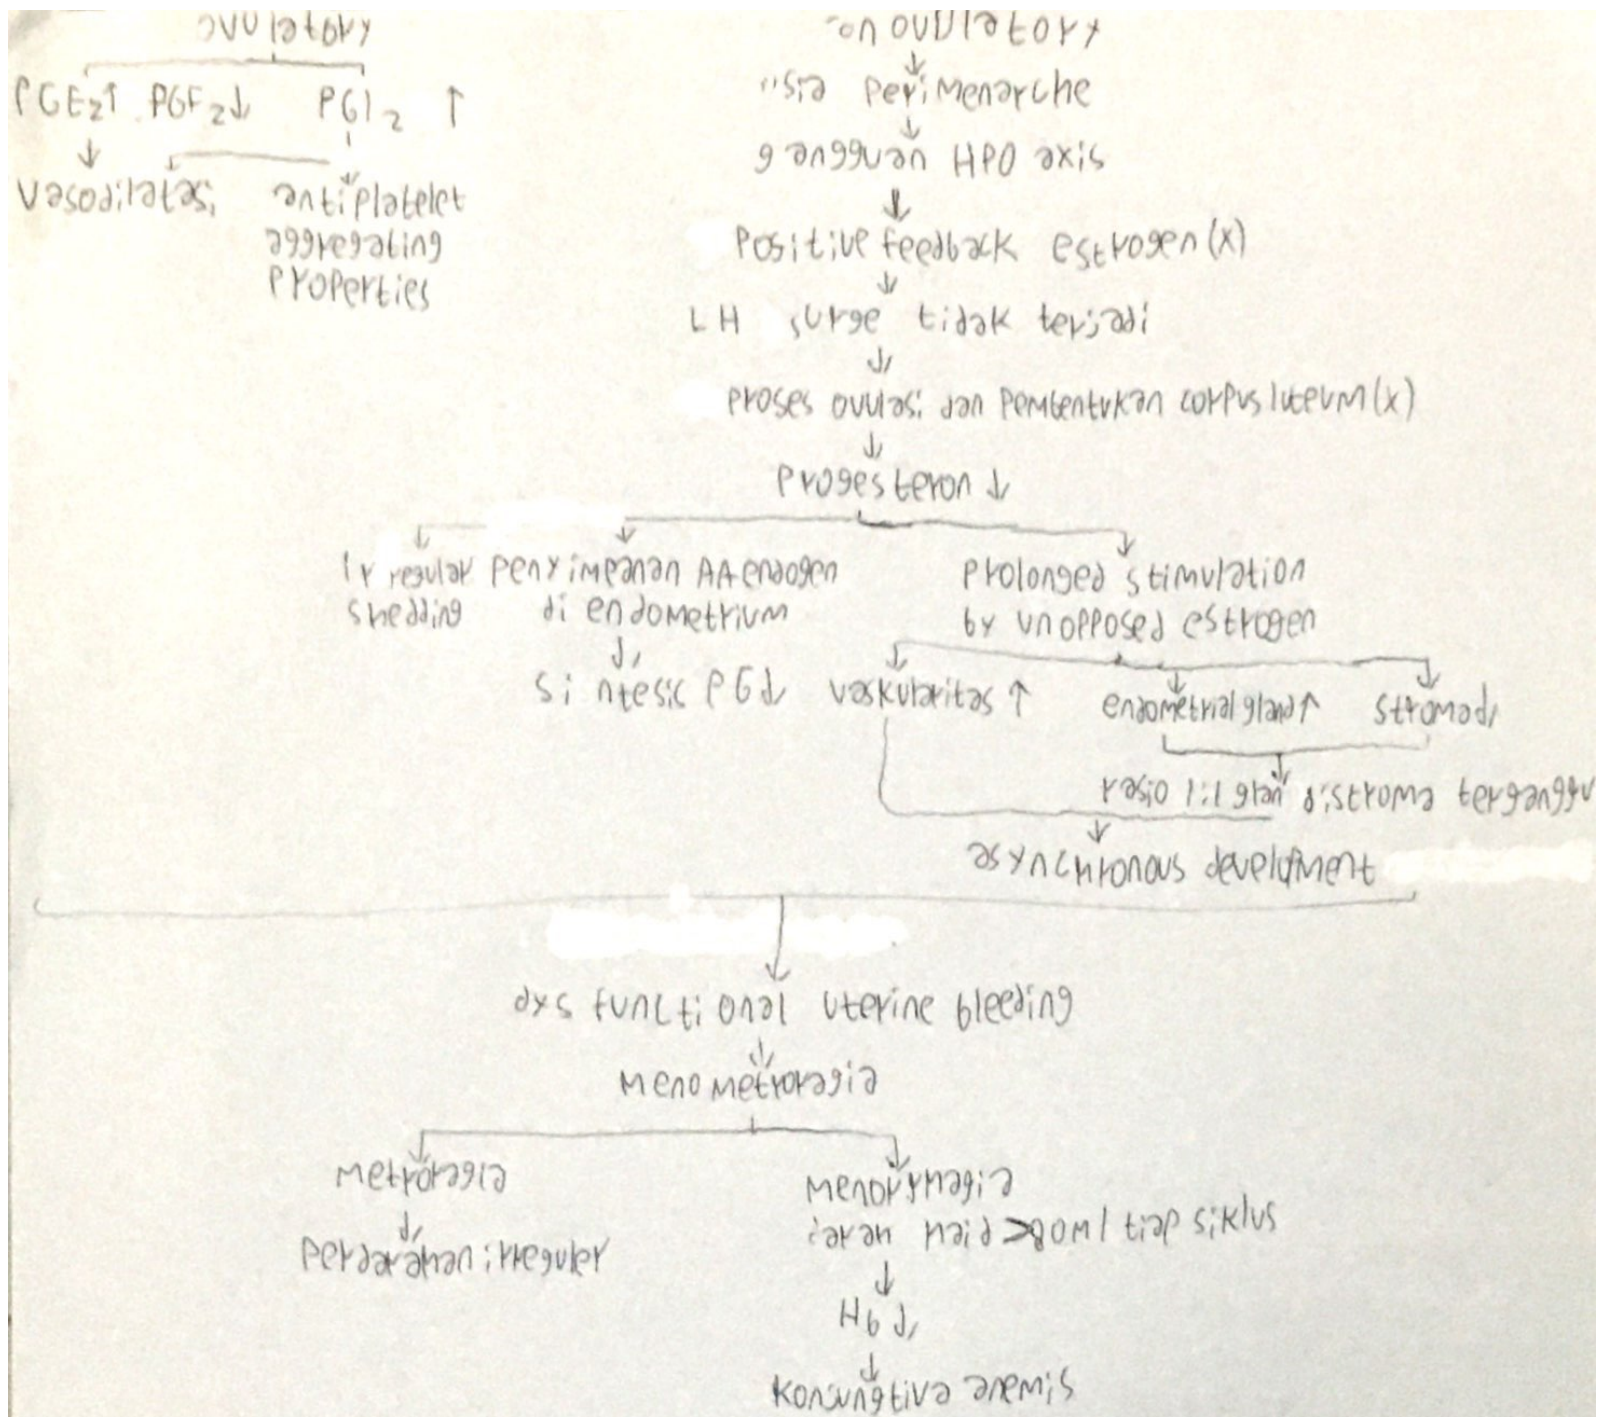 ovulatory
PGE2↑ PGF2↓ PGI2 ↑
vasodilatasi
antiplatelet
aggregating
properties
anovulatory
usia perimenarche
gangguan HPO axis
Positive feedback estrogen (x)
LH surge tidak terjadi
Proses ovulasi dan Pembentukan corpus luteum (x)
Progesteron ↓
Irregular
shedding
Penyimpanan AA endogen
di endometrium
Sintesis PG↓
Prolonged stimulation
by unopposed estrogen
vaskularitas ↑
endometrial gland↑
stroma↓
rasio 1:1 gland:stroma terganggu
asynchronous development
dysfunctional uterine bleeding
Menometroragia
Metroragia
Perdarahan irreguler
Menorrhagia
haid >80ml tiap siklus
Hb ↓
Konjungtiva anemis